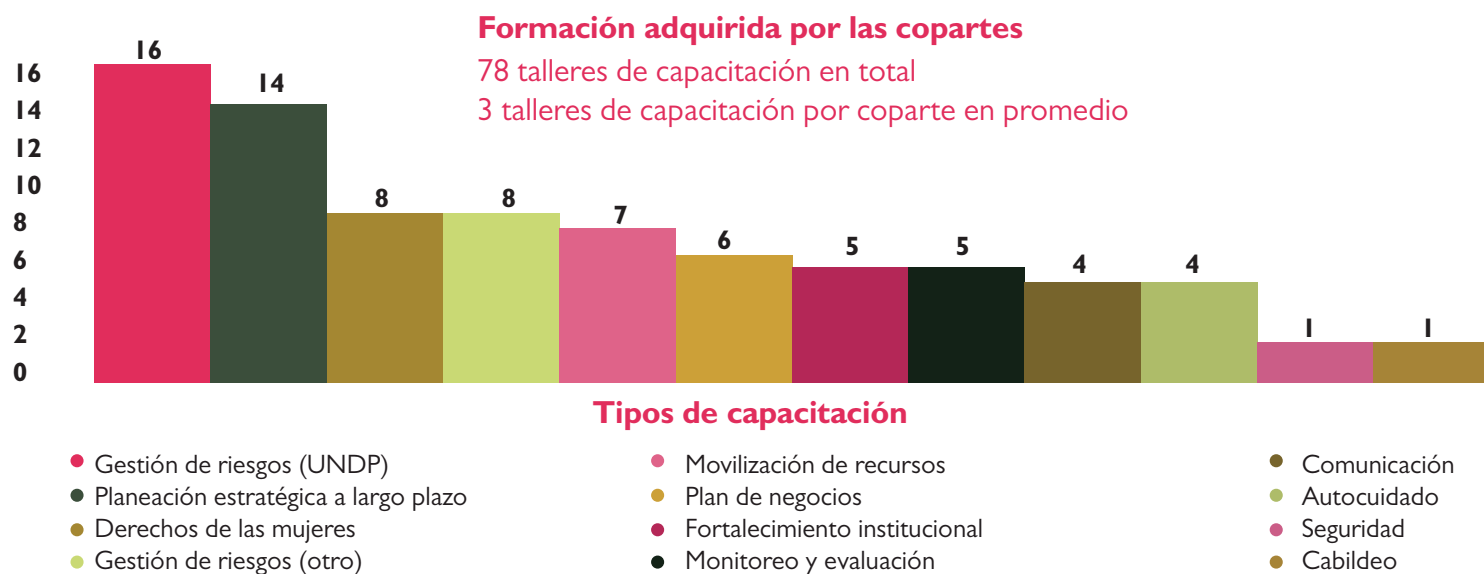 Formación adquirida por las copartes
78 talleres de capacitación en total
3 talleres de capacitación por coparte en promedio
16
14
12
10
8
6
4
2
0
16
14
8
8
7
6
5
5
4
4
1
1
Tipos de capacitación
Gestión de riesgos (UNDP)
Planeación estratégica a largo plazo
Derechos de las mujeres
Gestión de riesgos (otro)
Movilización de recursos
Plan de negocios
Fortalecimiento institucional
Monitoreo y evaluación
Comunicación
Autocuidado
Seguridad
Cabildeo